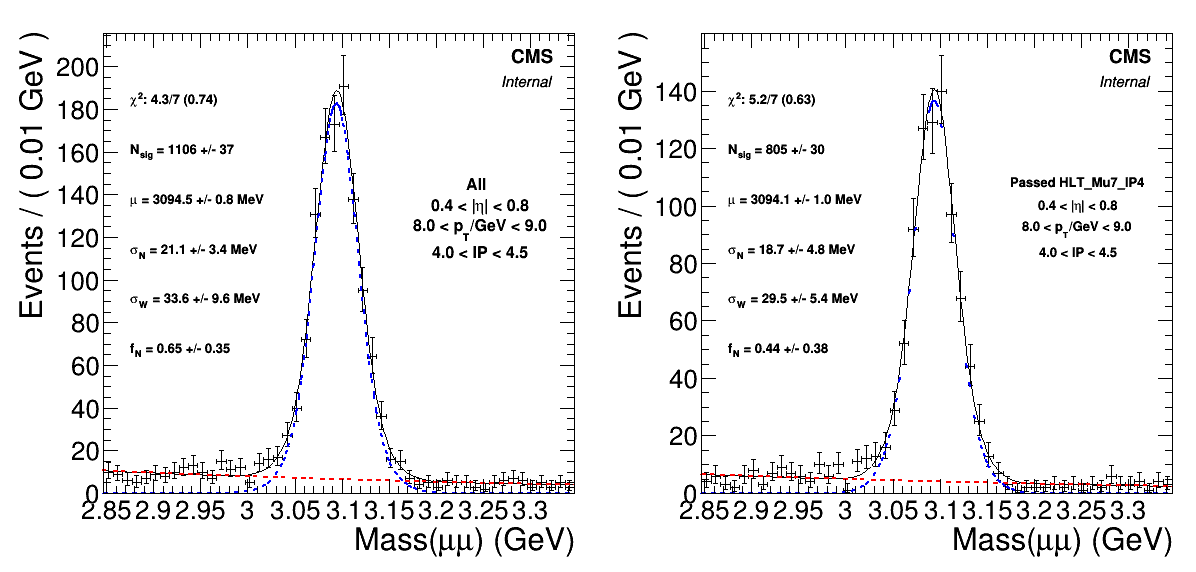 CMS
Internal
χ²: 4.3/7 (0.74)
N_sig = 1106 +/- 37
μ = 3094.5 +/- 0.8 MeV
σ_N = 21.1 +/- 3.4 MeV
σ_W = 33.6 +/- 9.6 MeV
f_N = 0.65 +/- 0.35
All
0.4 < |η| < 0.8
8.0 < p_T/GeV < 9.0
4.0 < IP < 4.5
Events / ( 0.01 GeV )
200
180
160
140
120
100
80
60
40
20
0
2.85 2.9 2.95 3 3.05 3.1 3.15 3.2 3.25 3.3
Mass(μμ) (GeV)
CMS
Internal
χ²: 5.2/7 (0.63)
N_sig = 805 +/- 30
μ = 3094.1 +/- 1.0 MeV
σ_N = 18.7 +/- 4.8 MeV
σ_W = 29.5 +/- 5.4 MeV
f_N = 0.44 +/- 0.38
Passed HLT_Mu7_IP4
0.4 < |η| < 0.8
8.0 < p_T/GeV < 9.0
4.0 < IP < 4.5
Events / ( 0.01 GeV )
140
120
100
80
60
40
20
0
2.85 2.9 2.95 3 3.05 3.1 3.15 3.2 3.25 3.3
Mass(μμ) (GeV)